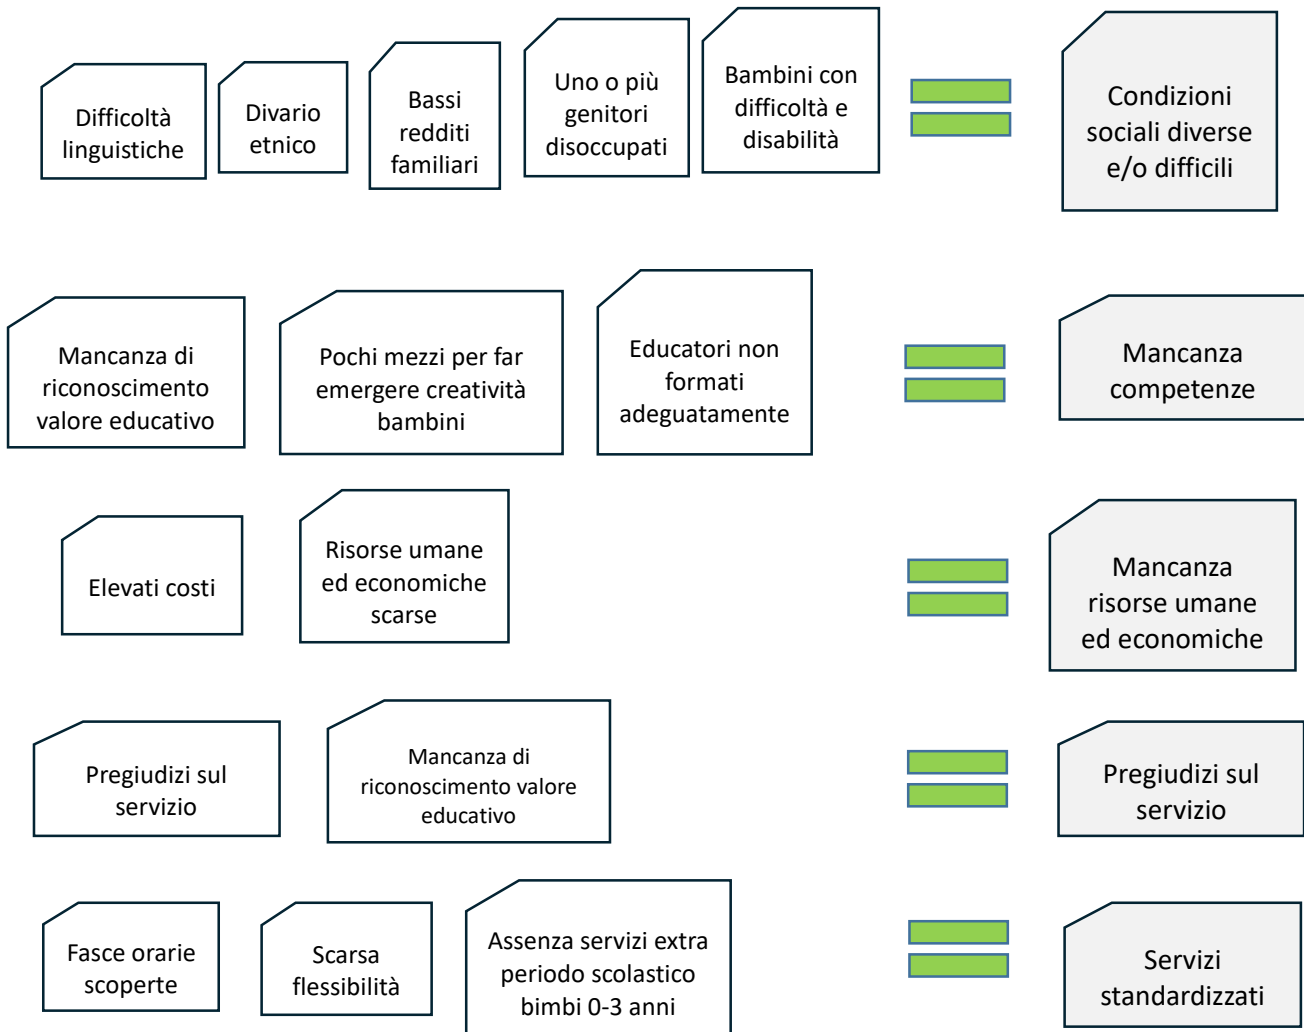 Difficoltà
linguistiche
Divario
etnico
Bassi
redditi
familiari
Uno o più
genitori
disoccupati
Bambini con
difficoltà e
disabilità
Condizioni
sociali diverse
e/o difficili
Mancanza di
riconoscimento
valore educativo
Pochi mezzi per far
emergere creatività
bambini
Educatori non
formati
adeguatamente
Mancanza
competenze
Elevati costi
Risorse umane
ed economiche
scarse
Mancanza
risorse umane
ed economiche
Pregiudizi sul
servizio
Mancanza di
riconoscimento valore
educativo
Pregiudizi sul
servizio
Fasce orarie
scoperte
Scarsa
flessibilità
Assenza servizi extra
periodo scolastico
bimbi 0-3 anni
Servizi
standardizzati